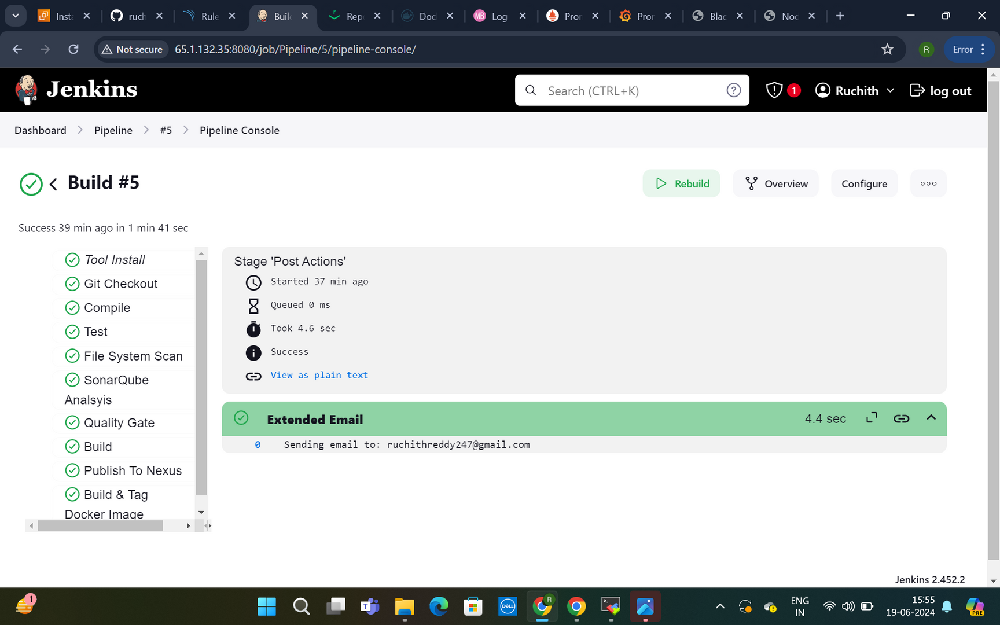 Insta
ruch
Rule
Build
Rep
Doc
MB
Log
Pror
Pror
Blac
Nod
Not secure
65.1.132.35:8080/job/Pipeline/5/pipeline-console/
R
Error
Jenkins
Search (CTRL+K)
1
Ruchith
log out
Dashboard
Pipeline
#5
Pipeline Console
Build #5
Rebuild
Overview
Configure
Success 39 min ago in 1 min 41 sec
Tool Install
Git Checkout
Compile
Test
File System Scan
SonarQube
Analsyis
Quality Gate
Build
Publish To Nexus
Build & Tag
Docker Image
Stage 'Post Actions'
Started 37 min ago
Queued 0 ms
Took 4.6 sec
Success
View as plain text
Extended Email
4.4 sec
0 Sending email to: ruchithreddy247@gmail.com
Jenkins 2.452.2
1
T
DELL
R
ENG
IN
15:55
19-06-2024
PRE